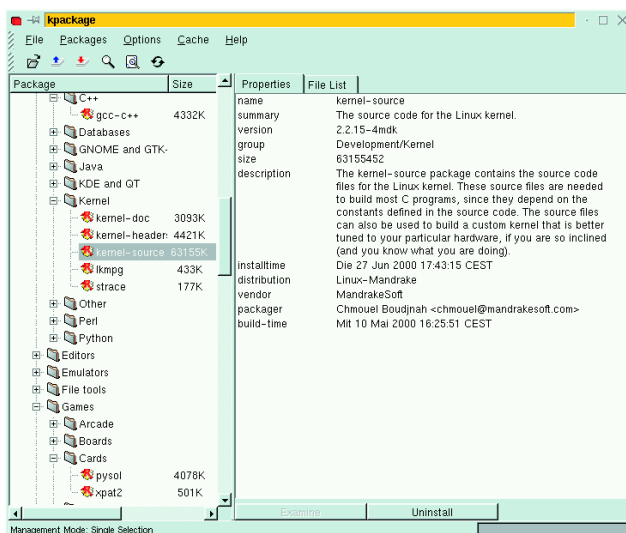 kpackage
File Packages Options Cache Help
Package Size
C++
gcc-c++ 4332K
Databases
GNOME and GTK-
Java
KDE and QT
Kernel
kernel-doc 3093K
kernel-header: 4421K
kernel-source 63155K
lkmpg 433K
strace 177K
Other
Perl
Python
Editors
Emulators
File tools
Games
Arcade
Boards
Cards
pysol 4078K
xpat2 501K
Properties File List
name kernel-source
summary The source code for the Linux kernel.
version 2.2.15-4mdk
group Development/Kernel
size 63155452
description The kernel-source package contains the source code
files for the Linux kernel. These source files are needed
to build most C programs, since they depend on the
constants defined in the source code. The source files
can also be used to build a custom kernel that is better
tuned to your particular hardware, if you are so inclined
(and you know what you are doing).
installtime Die 27 Jun 2000 17:43:15 CEST
distribution Linux-Mandrake
vendor MandrakeSoft
packager Chmouel Boudjnah <chmouel@mandrakesoft.com>
build-time Mit 10 Mai 2000 16:25:51 CEST
Examine Uninstall
Management Mode: Single Selection